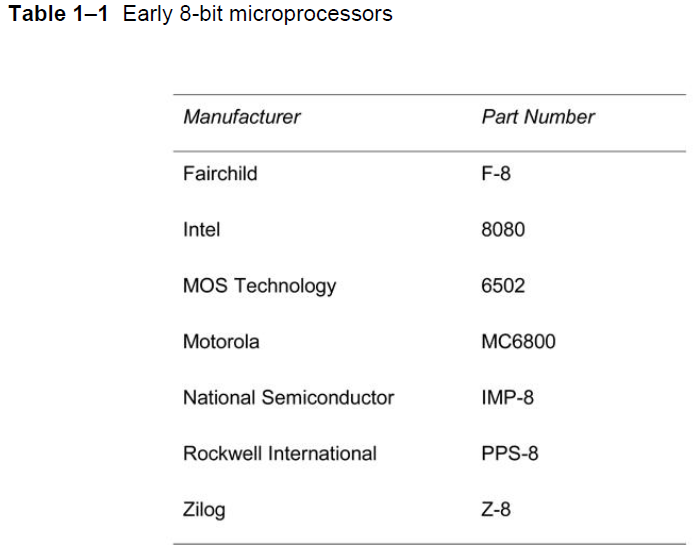 Table 1–1 Early 8-bit microprocessors
Manufacturer Part Number
Fairchild F-8
Intel 8080
MOS Technology 6502
Motorola MC6800
National Semiconductor IMP-8
Rockwell International PPS-8
Zilog Z-8